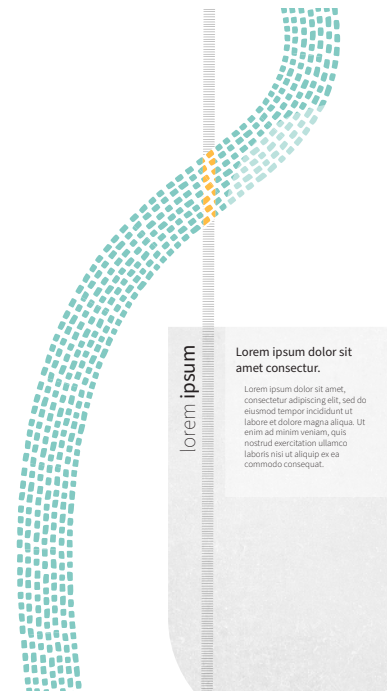 lorem ipsum
Lorem ipsum dolor sit
amet consectur.
Lorem ipsum dolor sit amet,
consectetur adipiscing elit, sed do
eiusmod tempor incididunt ut
labore et dolore magna aliqua. Ut
enim ad minim veniam, quis
nostrud exercitation ullamco
laboris nisi ut aliquip ex ea
commodo consequat.